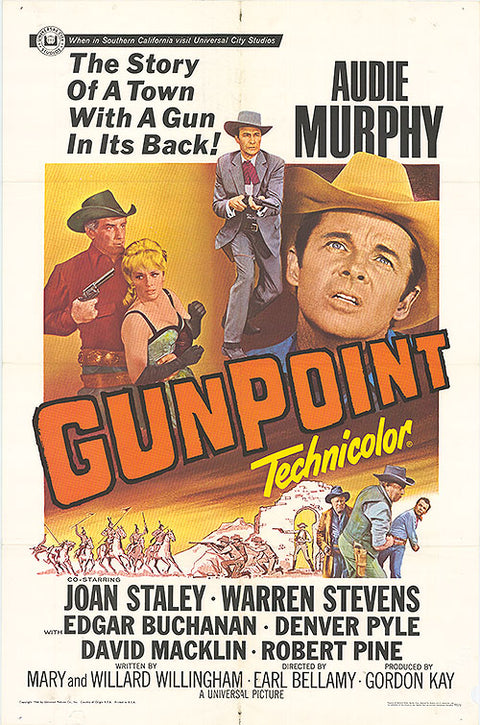 When in Southern California visit Universal City Studios
The Story
Of A Town
With A Gun
In Its Back!
AUDIE
MURPHY
GUNPOINT
Technicolor®
CO-STARRING
JOAN STALEY · WARREN STEVENS
WITH EDGAR BUCHANAN · DENVER PYLE
DAVID MACKLIN · ROBERT PINE
WRITTEN BY DIRECTED BY PRODUCED BY
MARY and WILLARD WILLINGHAM · EARL BELLAMY · GORDON KAY
A UNIVERSAL PICTURE